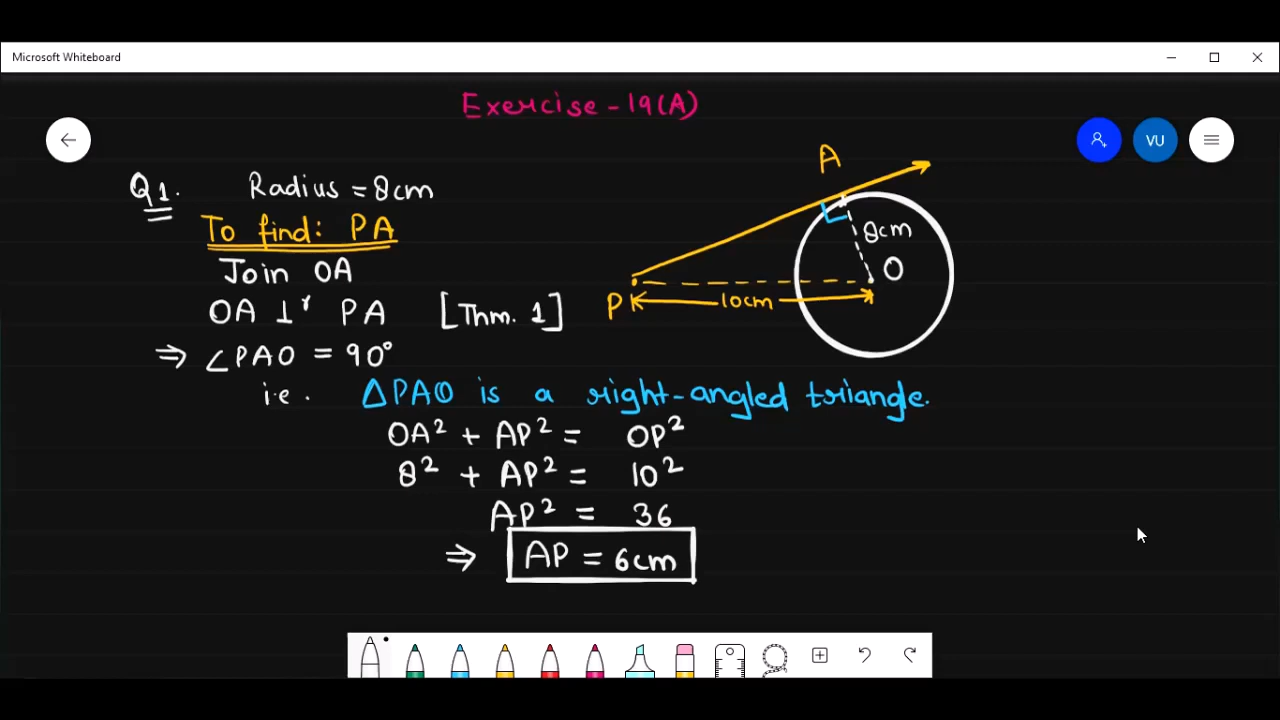 Microsoft Whiteboard
Exercise - 19(A)
VU
Q1. Radius = 8cm
To find: PA
Join OA
OA ⊥ʳ PA [Thm. 1]
⇒ ∠PAO = 90°
i.e. ΔPAO is a right-angled triangle.
OA² + AP² = OP²
8² + AP² = 10²
AP² = 36
⇒ AP = 6cm
A
8cm
O
P
10cm